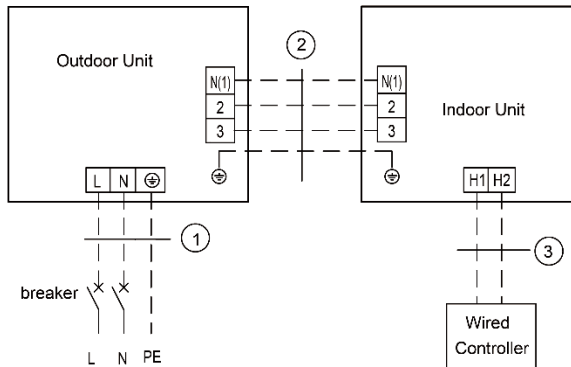 Outdoor Unit
N(1)
2
3
L N
2
N(1)
2
3
Indoor Unit
H1 H2
1
breaker
L N PE
3
Wired
Controller